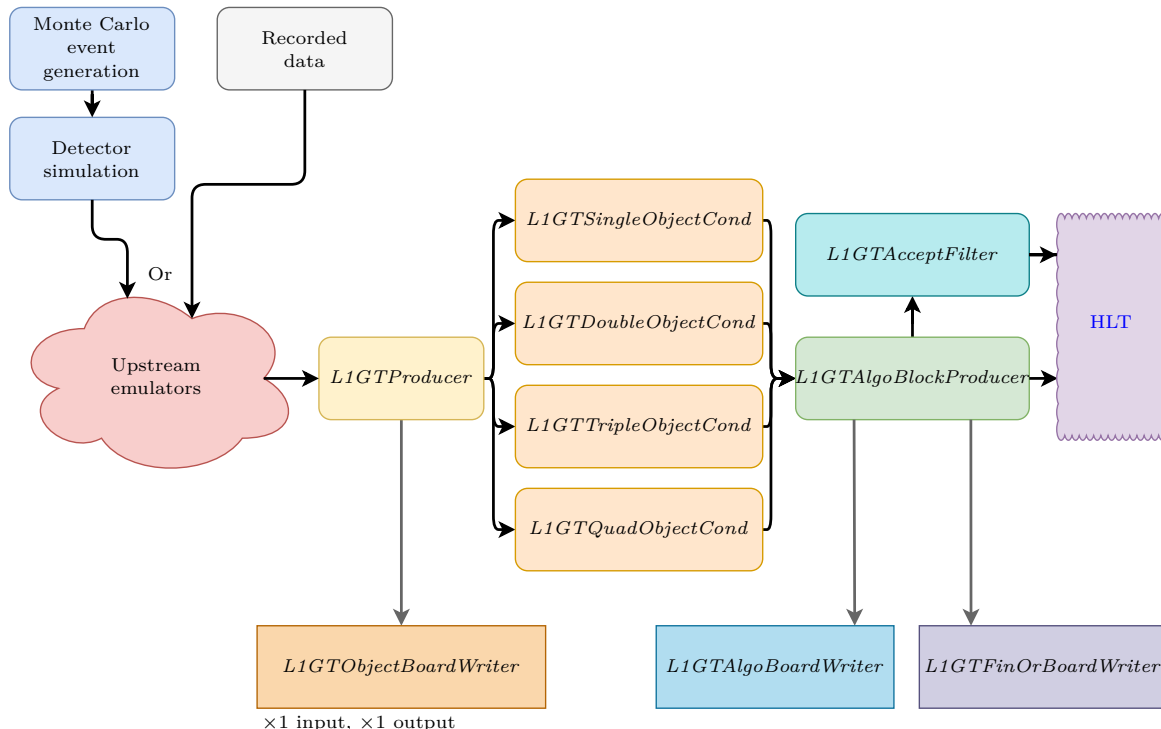 Monte Carlo
event
generation
Recorded
data
Detector
simulation
Or
Upstream
emulators
L1GTProducer
L1GTSingleObjectCond
L1GTDoubleObjectCond
L1GTTripleObjectCond
L1GTQuadObjectCond
L1GTAcceptFilter
L1GTAlgoBlockProducer
HLT
L1GTObjectBoardWriter
L1GTAlgoBoardWriter
L1GTFinOrBoardWriter
×1 input, ×1 output